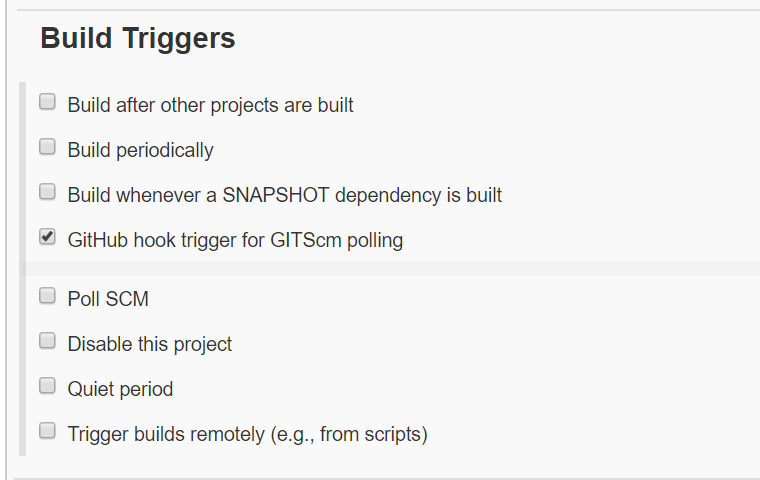 Build Triggers
Build after other projects are built
Build periodically
Build whenever a SNAPSHOT dependency is built
GitHub hook trigger for GITScm polling
Poll SCM
Disable this project
Quiet period
Trigger builds remotely (e.g., from scripts)